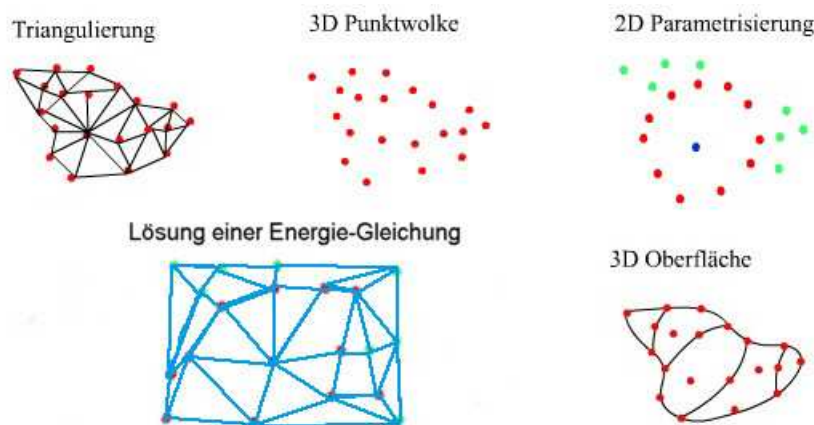 Triangulierung
3D Punktwolke
2D Parametrisierung
Lösung einer Energie-Gleichung
3D Oberfläche